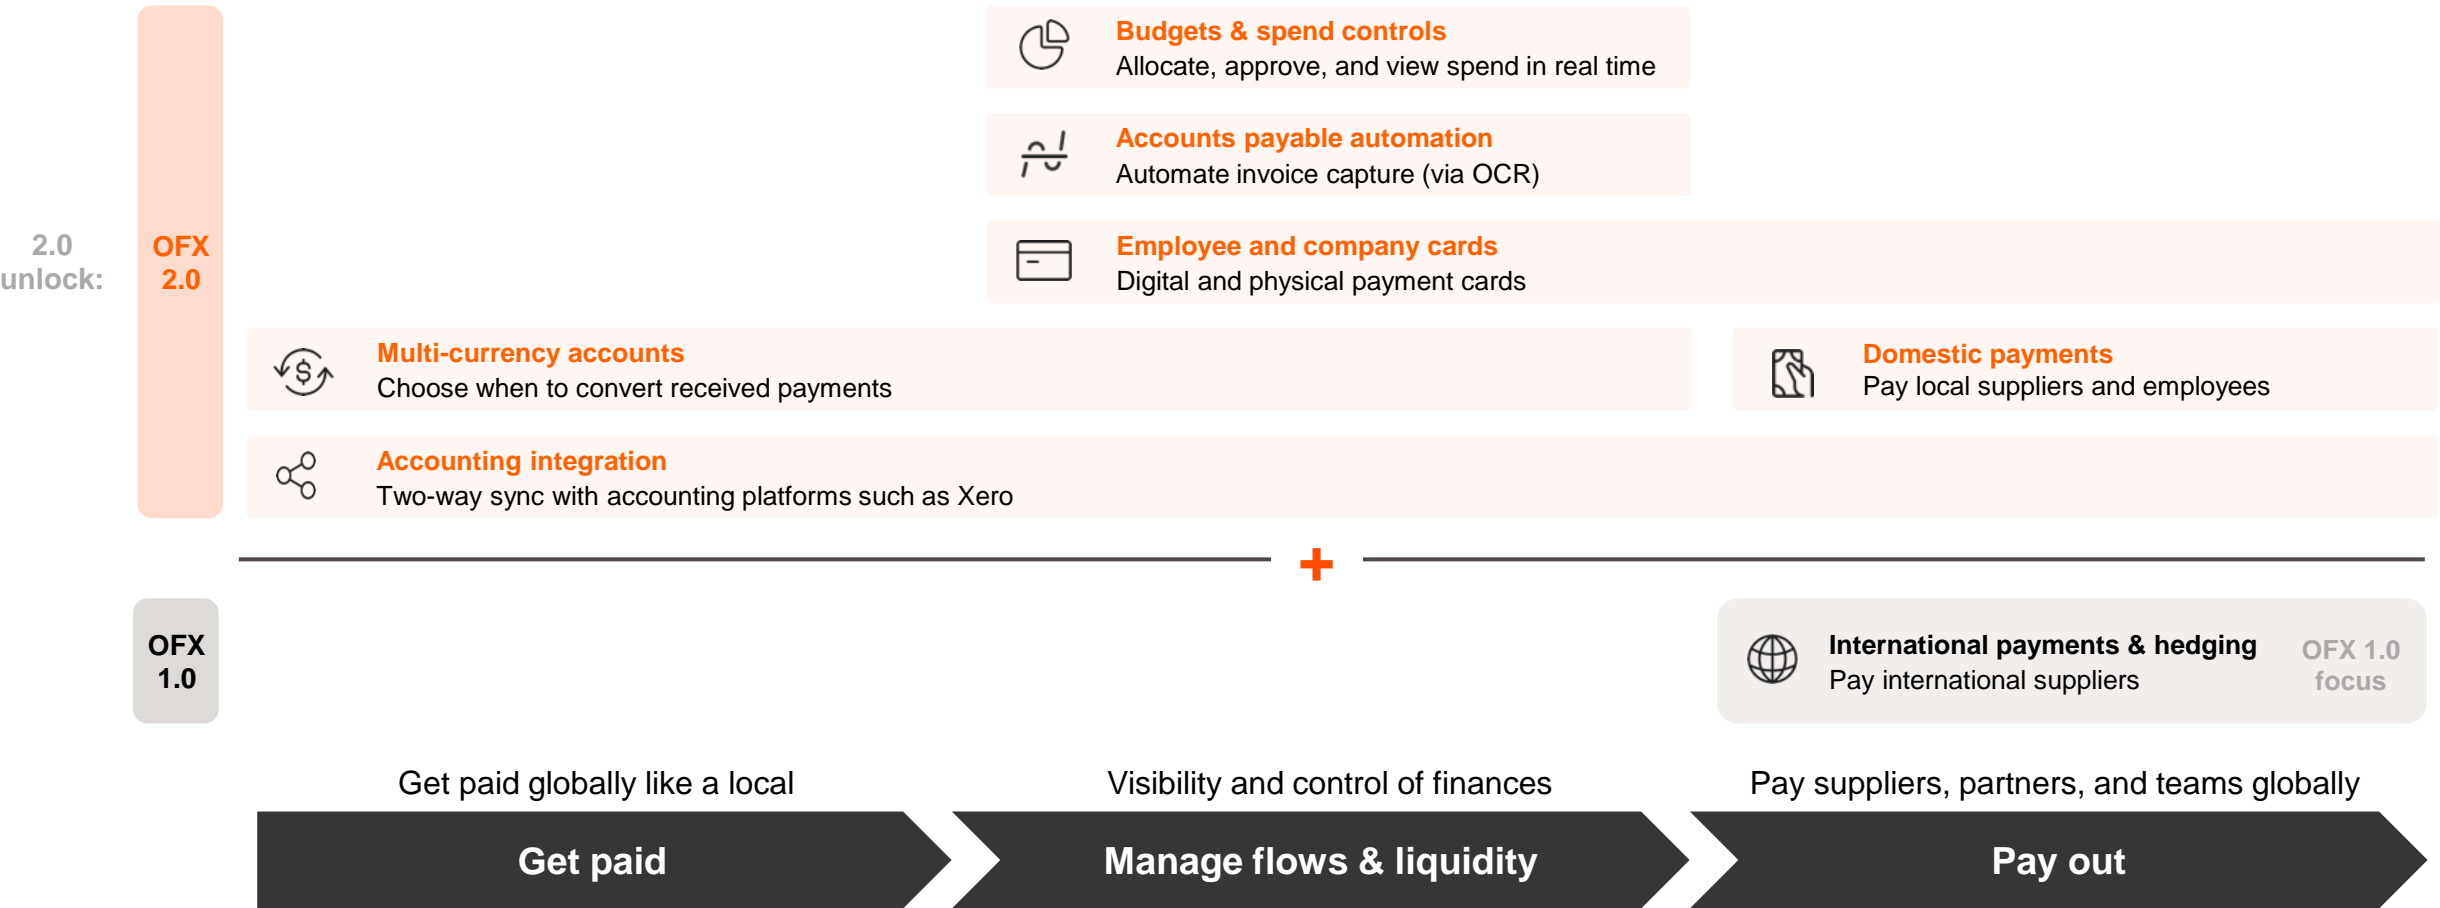 Budgets & spend controls
Allocate, approve, and view spend in real time
Accounts payable automation
Automate invoice capture (via OCR)
2.0
unlock:
OFX
2.0
Employee and company cards
Digital and physical payment cards
Multi-currency accounts
Choose when to convert received payments
Domestic payments
Pay local suppliers and employees
Accounting integration
Two-way sync with accounting platforms such as Xero
+
OFX
1.0
International payments & hedging
Pay international suppliers
OFX 1.0
focus
Get paid globally like a local
Visibility and control of finances
Pay suppliers, partners, and teams globally
Get paid
Manage flows & liquidity
Pay out